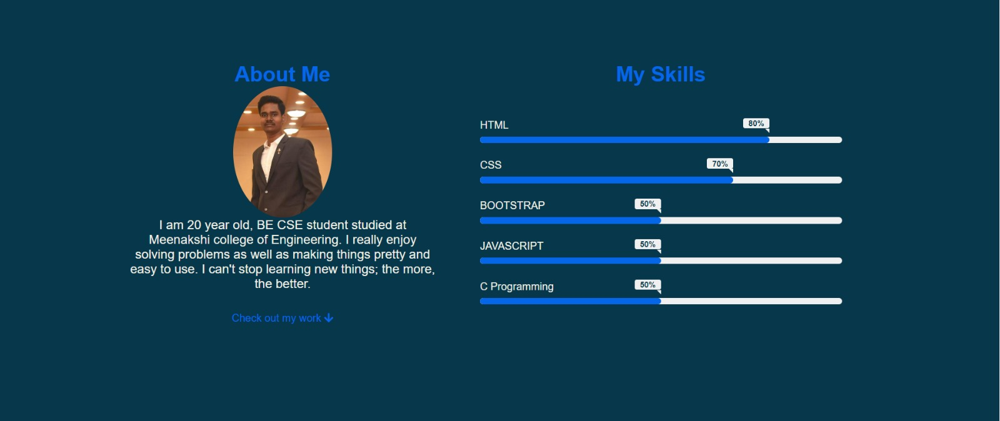 About Me
I am 20 year old, BE CSE student studied at
Meenakshi college of Engineering. I really enjoy
solving problems as well as making things pretty and
easy to use. I can't stop learning new things; the more,
the better.
Check out my work
My Skills
HTML
80%
CSS
70%
BOOTSTRAP
50%
JAVASCRIPT
50%
C Programming
50%